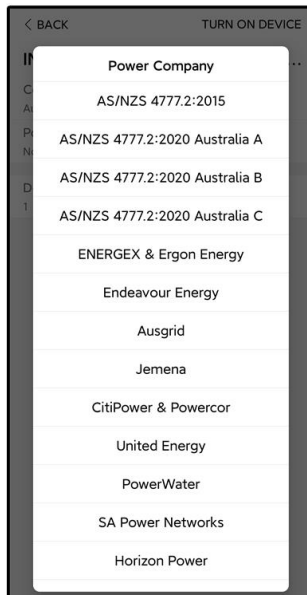 < BACK
TURN ON DEVICE
Power Company
AS/NZS 4777.2:2015
AS/NZS 4777.2:2020 Australia A
AS/NZS 4777.2:2020 Australia B
AS/NZS 4777.2:2020 Australia C
ENERGEX & Ergon Energy
Endeavour Energy
Ausgrid
Jemena
CitiPower & Powercor
United Energy
PowerWater
SA Power Networks
Horizon Power